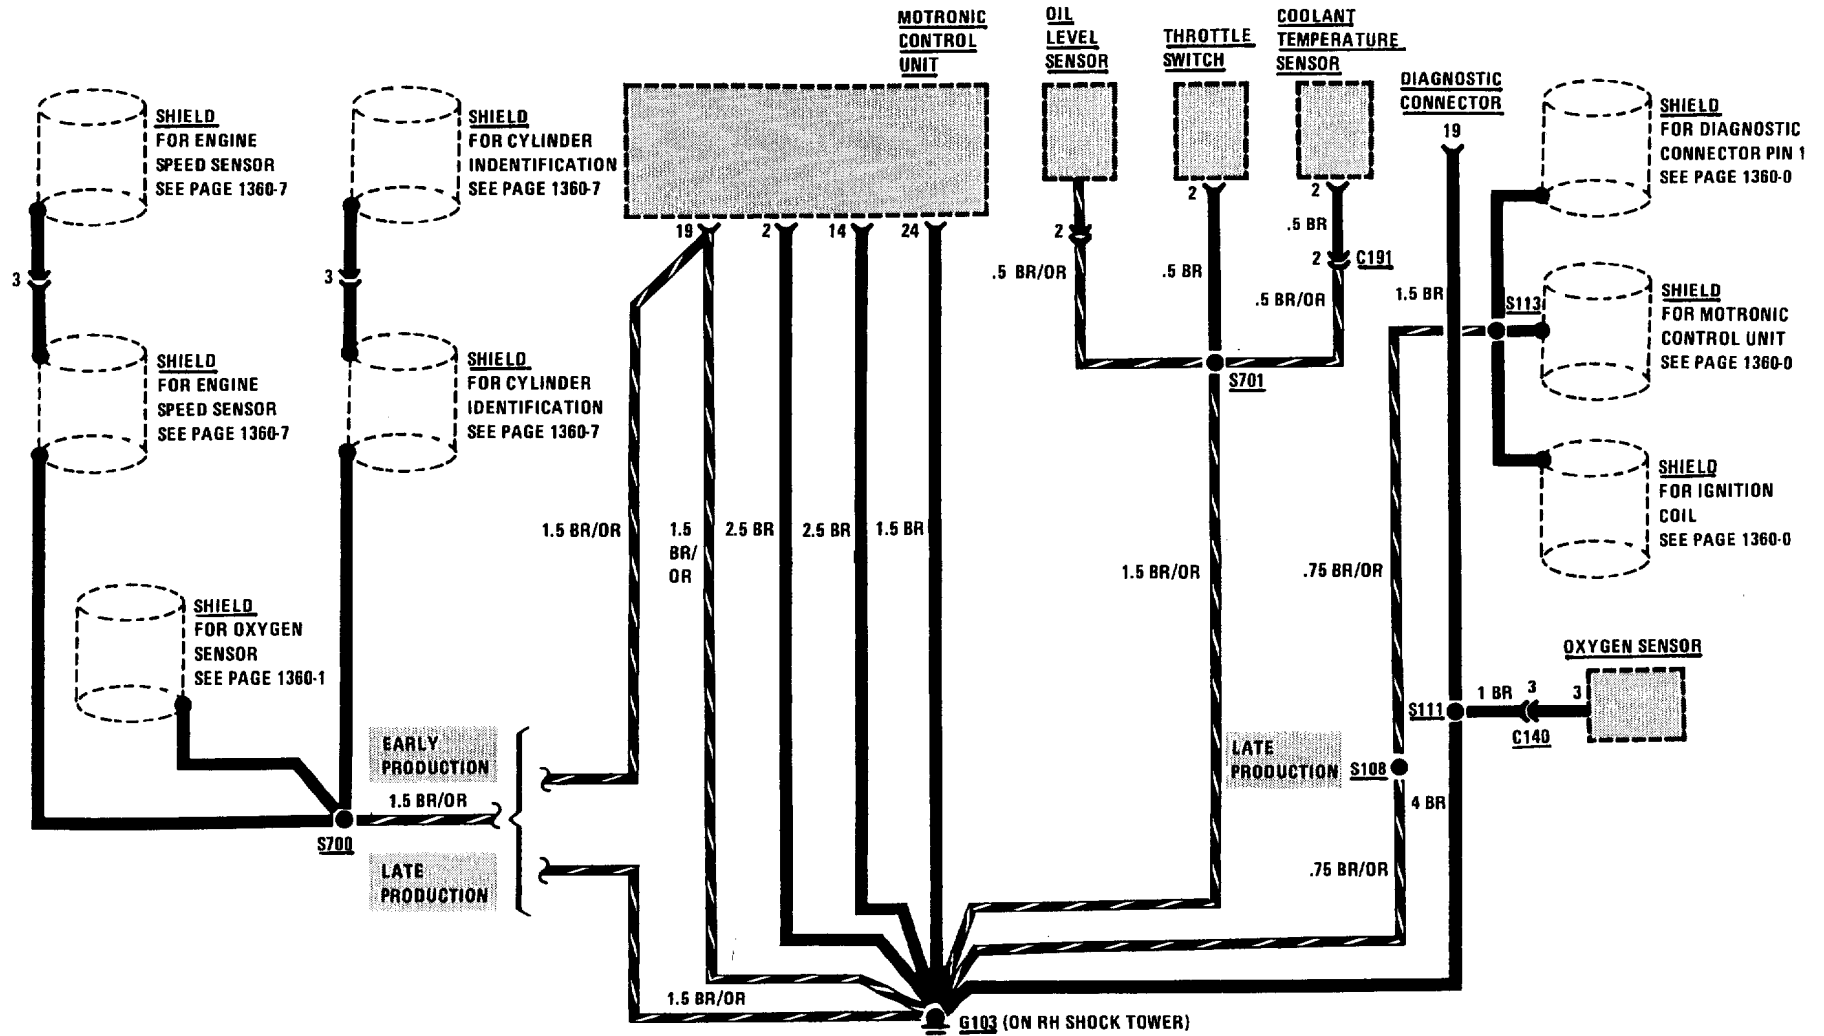 MOTRONIC
CONTROL
UNIT
OIL
LEVEL
SENSOR
THROTTLE
SWITCH
COOLANT
TEMPERATURE
SENSOR
DIAGNOSTIC
CONNECTOR
19
SHIELD
FOR ENGINE
SPEED SENSOR
SEE PAGE 1360-7
SHIELD
FOR CYLINDER
INDENTIFICATION
SEE PAGE 1360-7
SHIELD
FOR DIAGNOSTIC
CONNECTOR PIN 1
SEE PAGE 1360-0
19
2
14
24
2
2
2
.5 BR
2
C191
.5 BR/OR
.5 BR
.5 BR/OR
1.5 BR
3
3
S113
SHIELD
FOR MOTRONIC
CONTROL UNIT
SEE PAGE 1360-0
SHIELD
FOR ENGINE
SPEED SENSOR
SEE PAGE 1360-7
SHIELD
FOR CYLINDER
IDENTIFICATION
SEE PAGE 1360-7
S701
SHIELD
FOR IGNITION
COIL
SEE PAGE 1360-0
1.5 BR/OR
1.5
BR/
OR
2.5 BR
2.5 BR
1.5 BR
1.5 BR/OR
.75 BR/OR
SHIELD
FOR OXYGEN
SENSOR
SEE PAGE 1360-1
OXYGEN SENSOR
S111
1 BR
3
3
C140
EARLY
PRODUCTION
1.5 BR/OR
S700
LATE
PRODUCTION
LATE
PRODUCTION
S108
4 BR
.75 BR/OR
1.5 BR/OR
G103 (ON RH SHOCK TOWER)